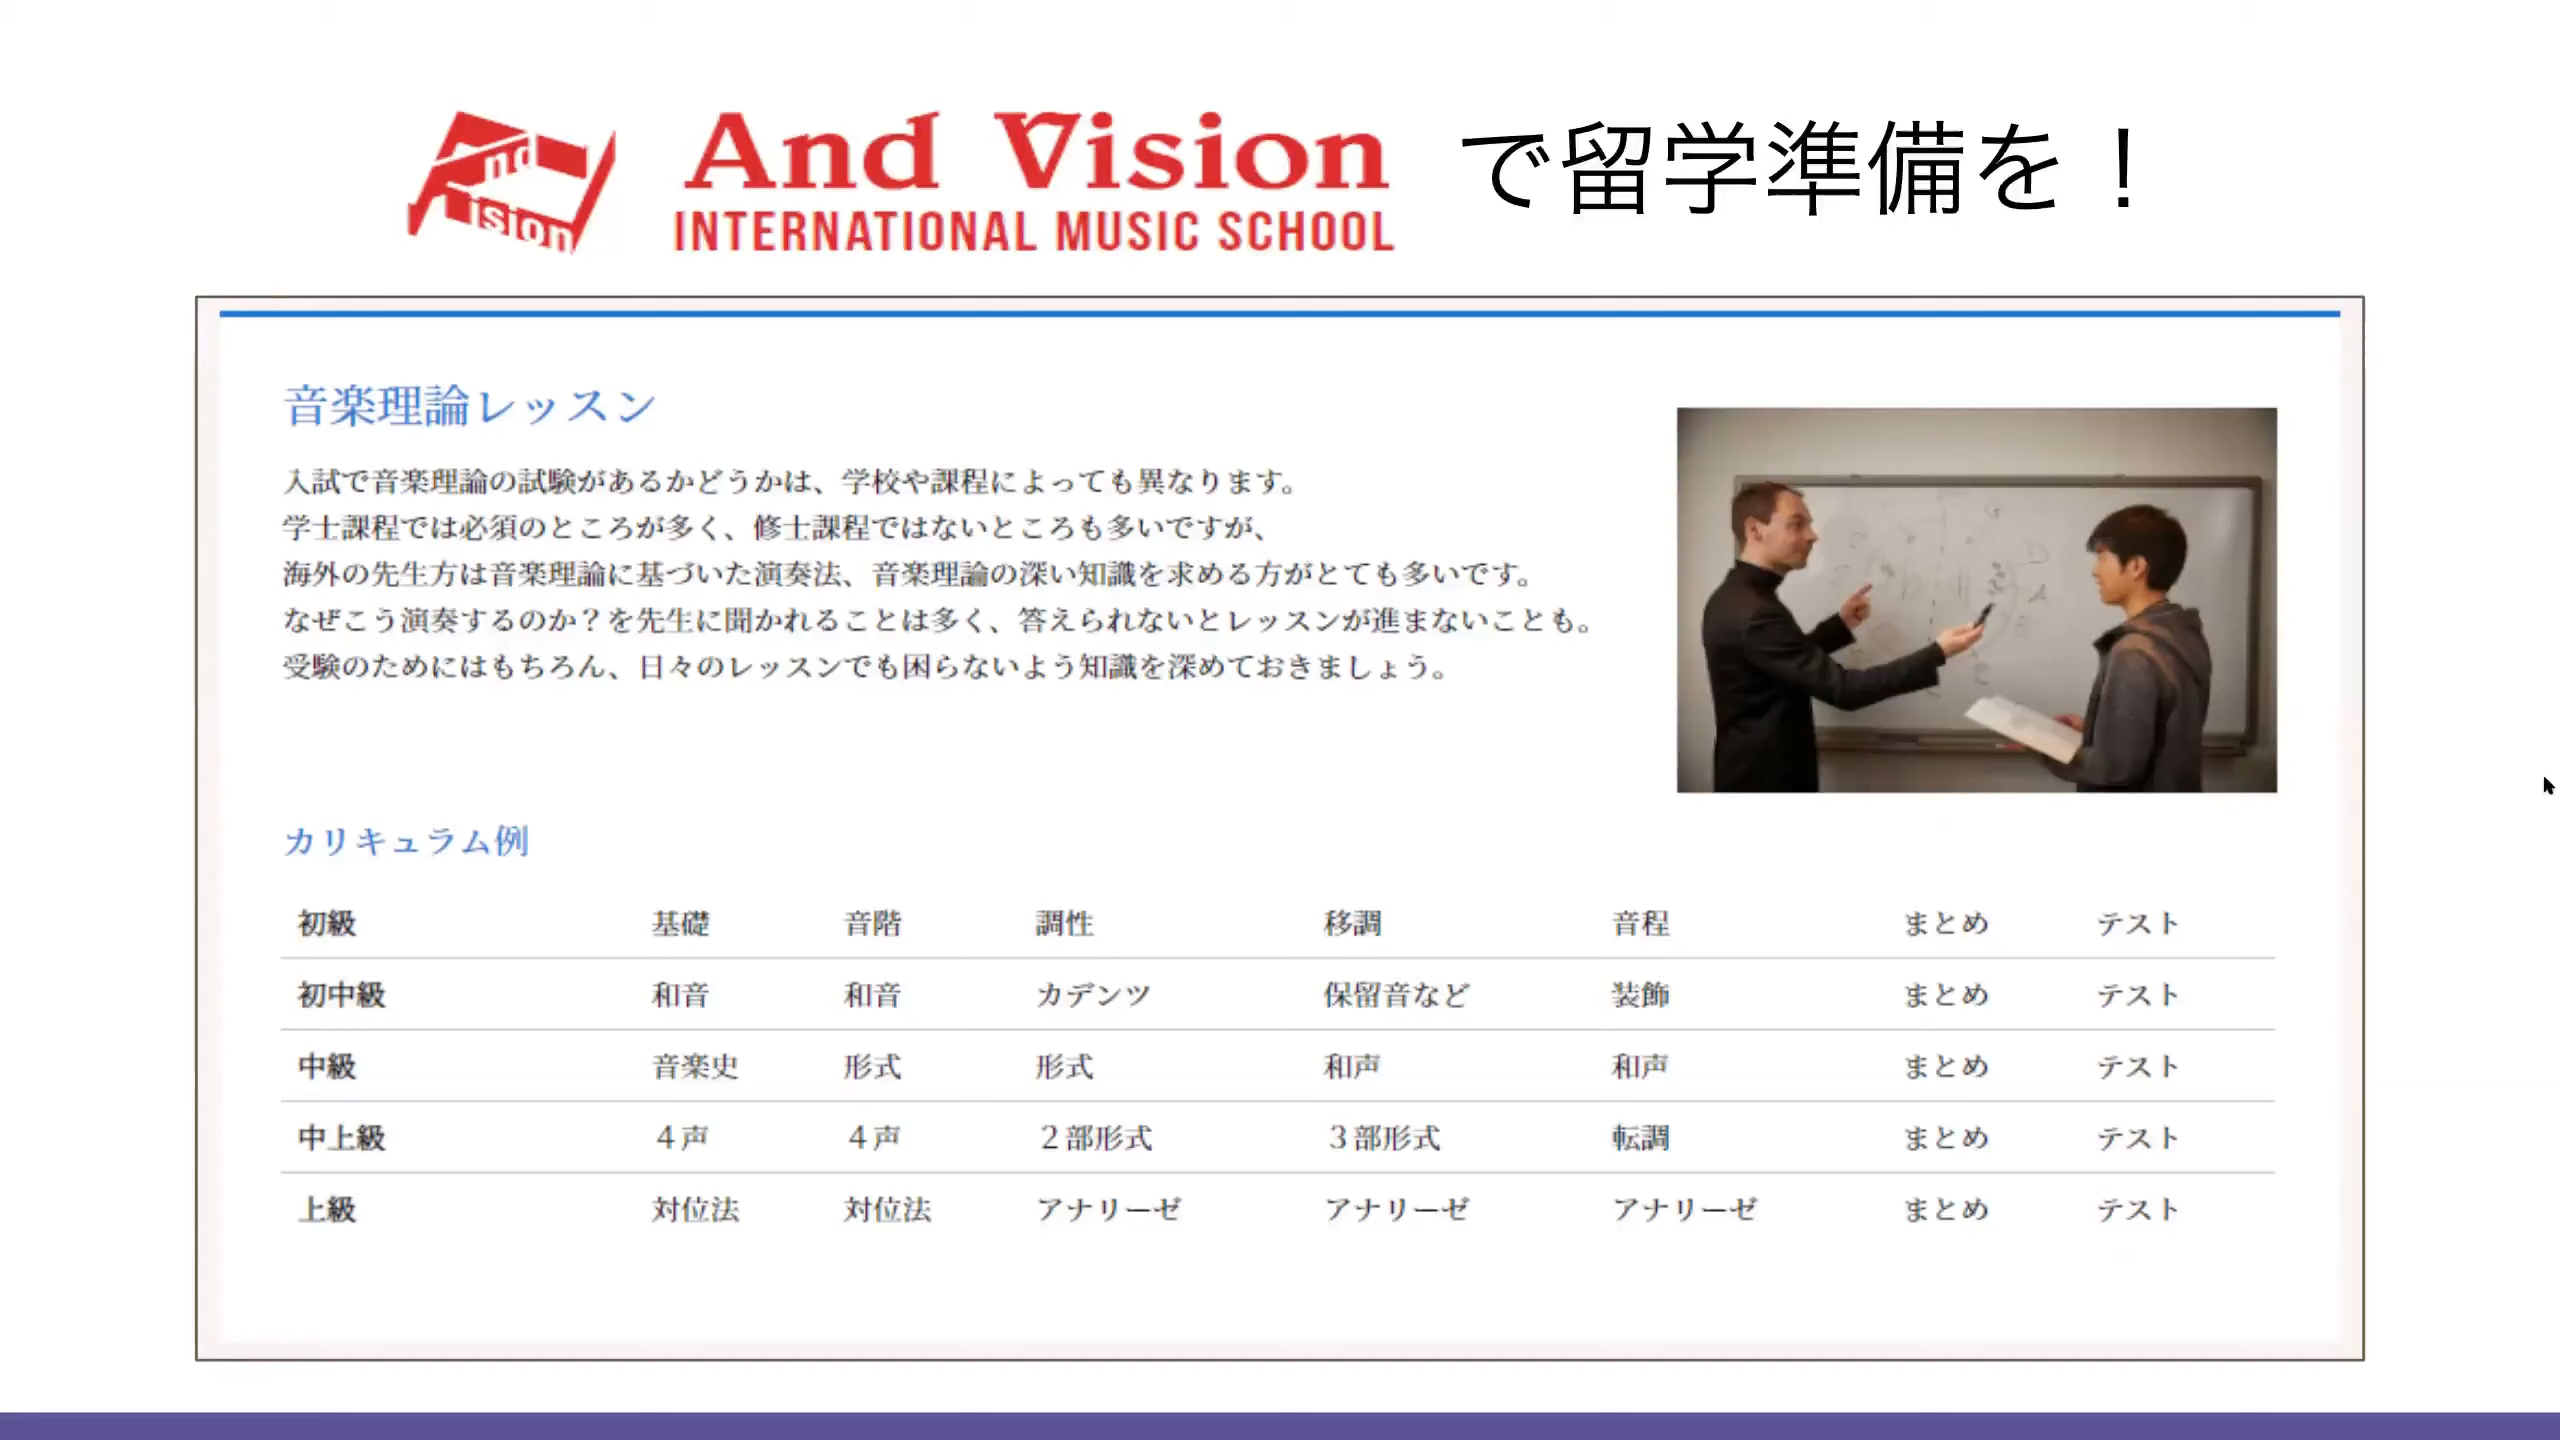 nd
ision
And Vision
INTERNATIONAL MUSIC SCHOOL
で留学準備を！
音楽理論レッスン
入試で音楽理論の試験があるかどうかは、学校や課程によっても異なります。
学士課程では必須のところが多く、修士課程ではないところも多いですが、
海外の先生方は音楽理論に基づいた演奏法、音楽理論の深い知識を求める方がとても多いです。
なぜこう演奏するのか？を先生に聞かれることは多く、答えられないとレッスンが進まないことも。
受験のためにはもちろん、日々のレッスンでも困らないよう知識を深めておきましょう。
カリキュラム例
初級 基礎 音階 調性 移調 音程 まとめ テスト
初中級 和音 和音 カデンツ 保留音など 装飾 まとめ テスト
中級 音楽史 形式 形式 和声 和声 まとめ テスト
中上級 ４声 ４声 ２部形式 ３部形式 転調 まとめ テスト
上級 対位法 対位法 アナリーゼ アナリーゼ アナリーゼ まとめ テスト